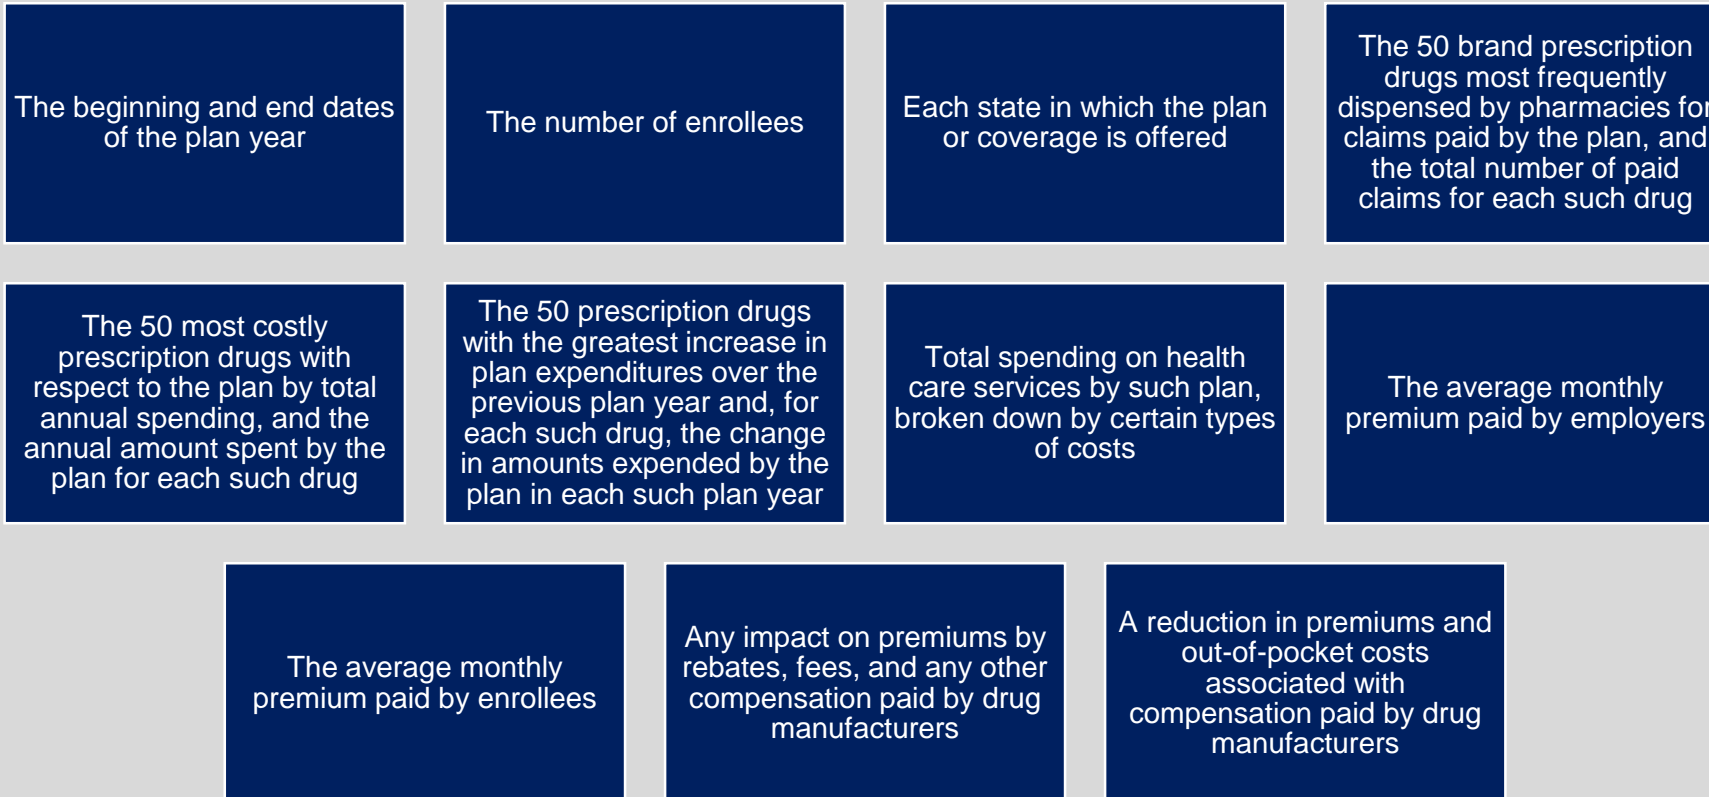 The beginning and end dates
of the plan year
The number of enrollees
Each state in which the plan
or coverage is offered
The 50 brand prescription
drugs most frequently
dispensed by pharmacies for
claims paid by the plan, and
the total number of paid
claims for each such drug
The 50 most costly
prescription drugs with
respect to the plan by total
annual spending, and the
annual amount spent by the
plan for each such drug
The 50 prescription drugs
with the greatest increase in
plan expenditures over the
previous plan year and, for
each such drug, the change
in amounts expended by the
plan in each such plan year
Total spending on health
care services by such plan,
broken down by certain types
of costs
The average monthly
premium paid by employers
The average monthly
premium paid by enrollees
Any impact on premiums by
rebates, fees, and any other
compensation paid by drug
manufacturers
A reduction in premiums and
out-of-pocket costs
associated with
compensation paid by drug
manufacturers